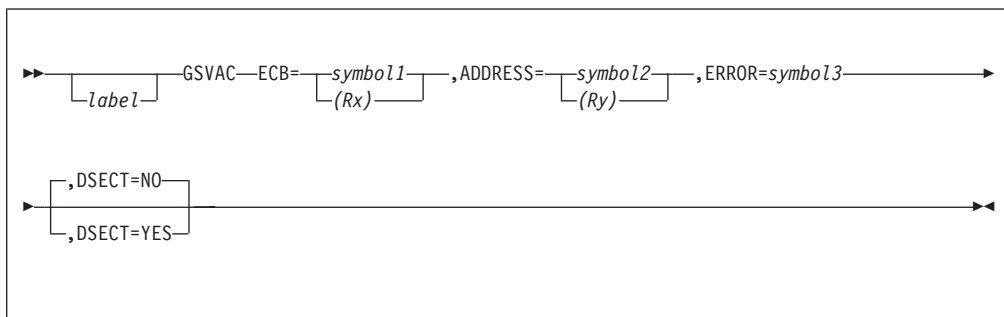 GSVAC ECB= symbol1 ,ADDRESS= symbol2 ,ERROR=symbol3
label (Rx) (Ry)
,DSECT=NO
,DSECT=YES